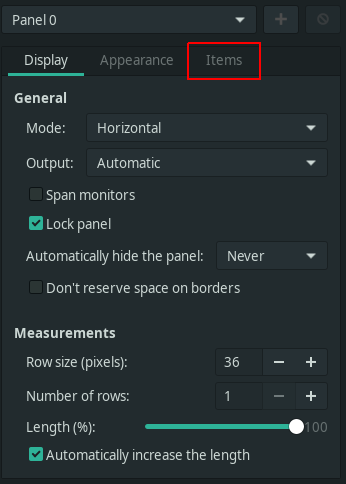 Panel 0
Display Appearance Items
General
Mode: Horizontal
Output: Automatic
Span monitors
Lock panel
Automatically hide the panel: Never
Don't reserve space on borders
Measurements
Row size (pixels): 36
Number of rows: 1
Length (%): 100
Automatically increase the length